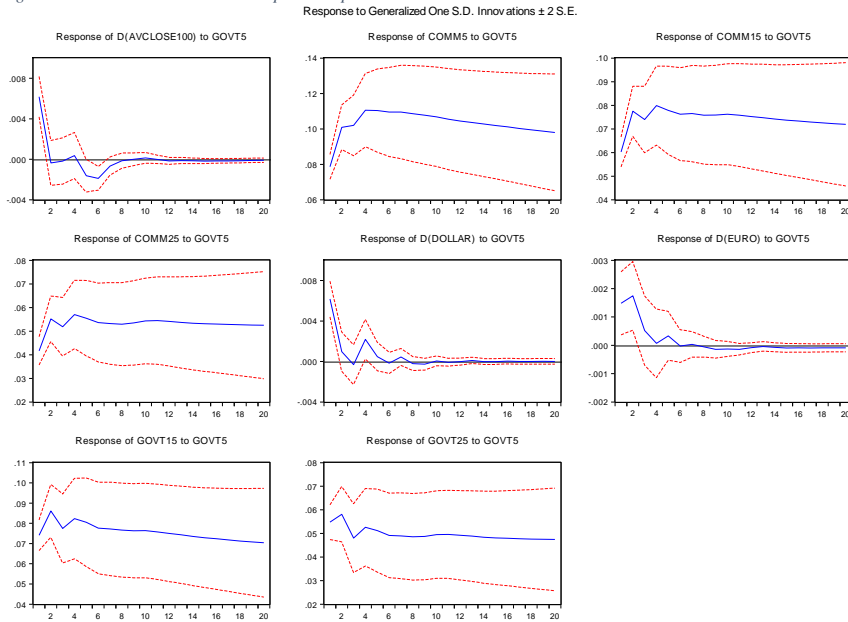 Response to Generalized One S.D. Innovations ± 2 S.E.
Response of D(AVCLOSE100) to GOVT5
.008
.004
.000
-.004
2 4 6 8 10 12 14 16 18 20
Response of COMM5 to GOVT5
.14
.12
.10
.08
.06
2 4 6 8 10 12 14 16 18 20
Response of COMM15 to GOVT5
.10
.09
.08
.07
.06
.05
.04
2 4 6 8 10 12 14 16 18 20
Response of COMM25 to GOVT5
.08
.07
.06
.05
.04
.03
.02
2 4 6 8 10 12 14 16 18 20
Response of D(DOLLAR) to GOVT5
.008
.004
.000
-.004
2 4 6 8 10 12 14 16 18 20
Response of D(EURO) to GOVT5
.003
.002
.001
.000
-.001
-.002
2 4 6 8 10 12 14 16 18 20
Response of GOVT15 to GOVT5
.11
.10
.09
.08
.07
.06
.05
.04
2 4 6 8 10 12 14 16 18 20
Response of GOVT25 to GOVT5
.08
.07
.06
.05
.04
.03
.02
2 4 6 8 10 12 14 16 18 20